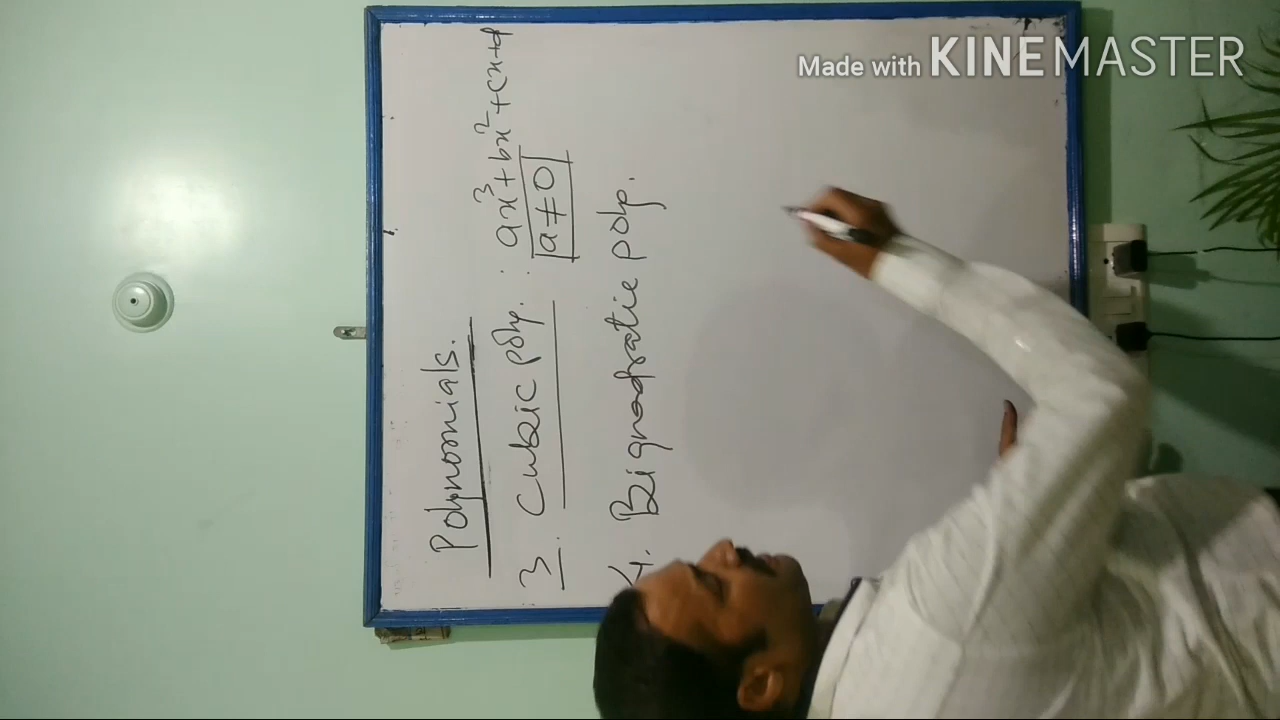 Made with KINEMASTER
Polynomials.
3. Cubic poly. : ax³+bx²+cx+d
a≠0
4. Biquadratic poly.